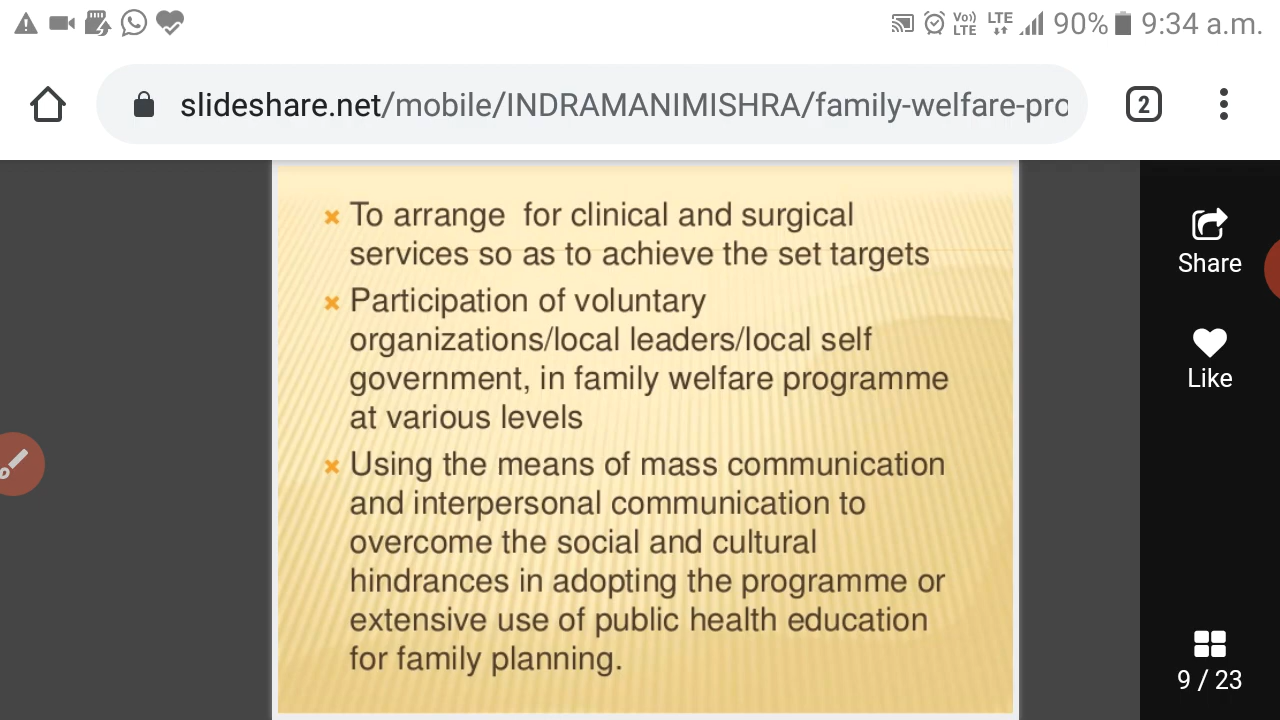 Vo)) LTE LTE 90% 9:34 a.m.
slideshare.net/mobile/INDRAMANIMISHRA/family-welfare-pro
2
To arrange for clinical and surgical
services so as to achieve the set targets
Participation of voluntary
organizations/local leaders/local self
government, in family welfare programme
at various levels
Using the means of mass communication
and interpersonal communication to
overcome the social and cultural
hindrances in adopting the programme or
extensive use of public health education
for family planning.
Share
Like
9 / 23